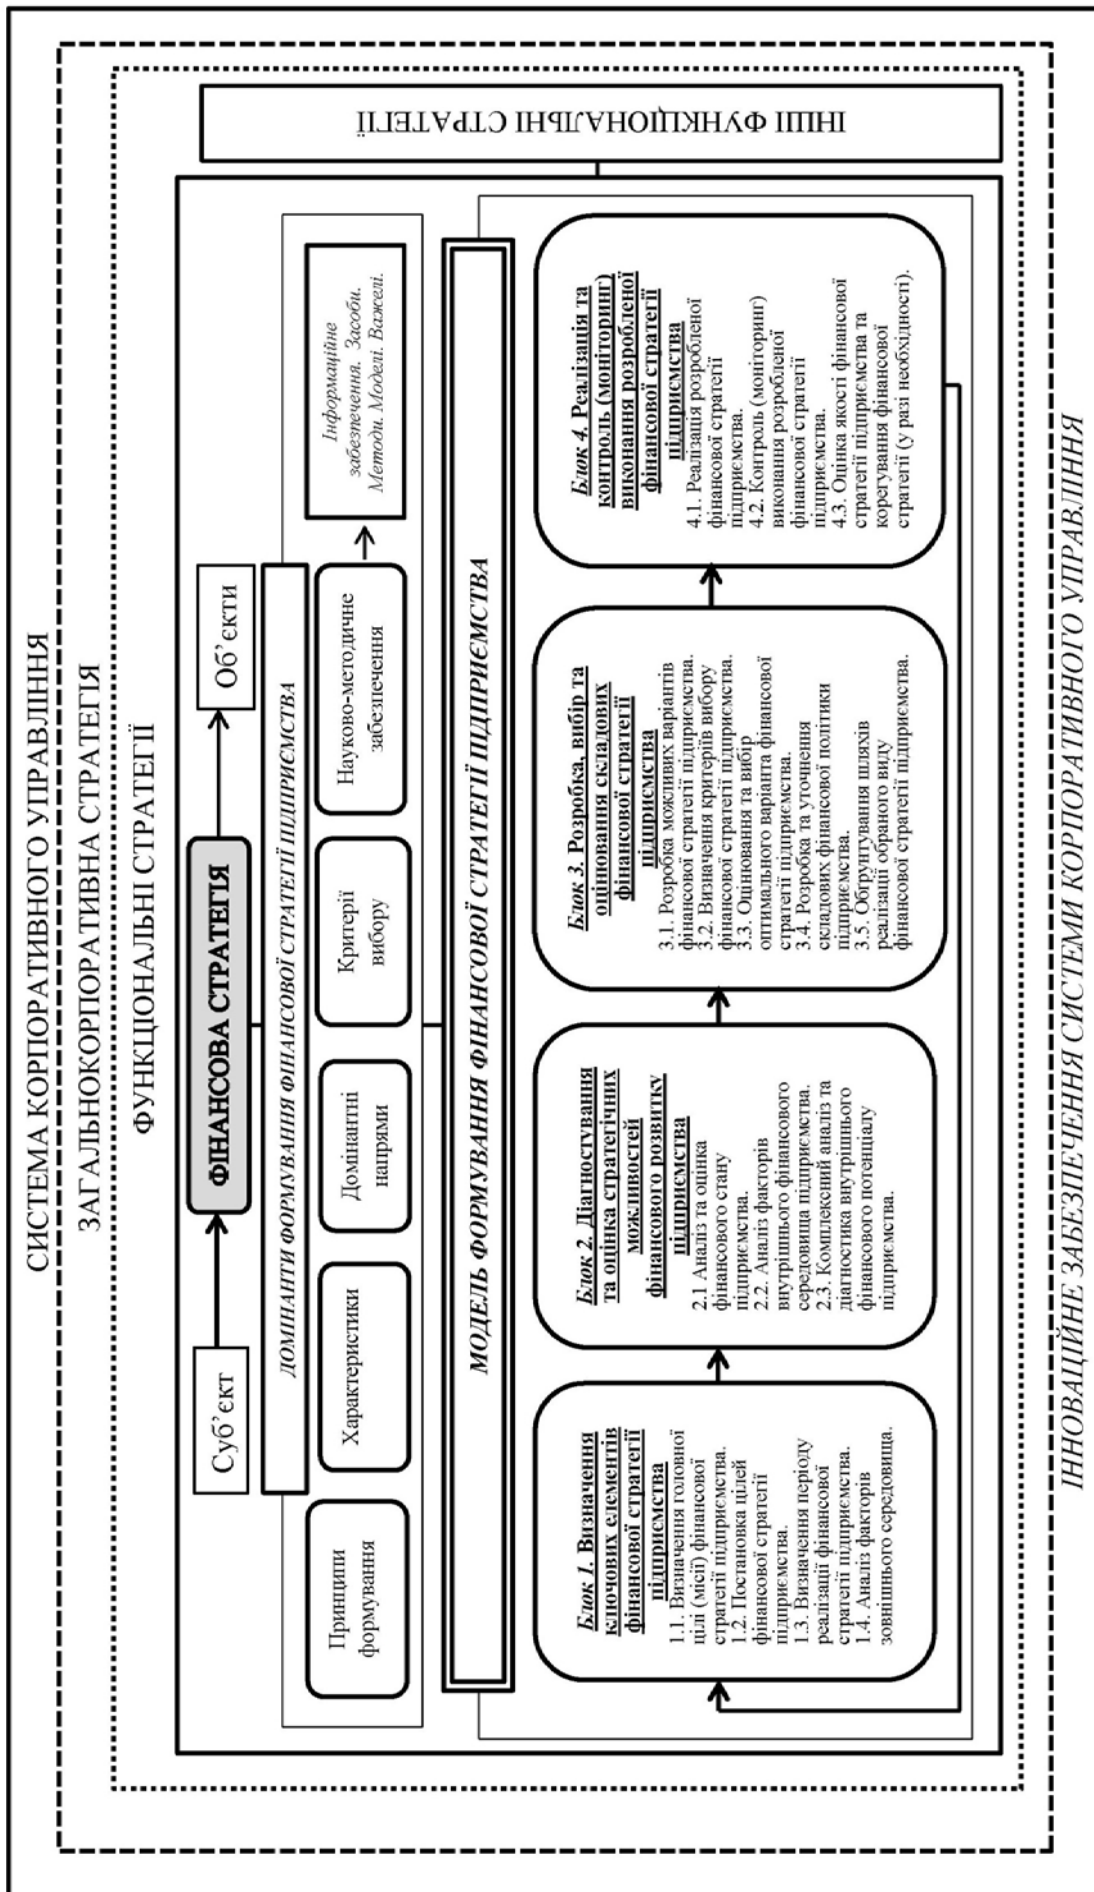 СИСТЕМА КОРПОРАТИВНОГО УПРАВЛІННЯ
ЗАГАЛЬНОКОРПОРАТИВНА СТРАТЕГІЯ
ФУНКЦІОНАЛЬНІ СТРАТЕГІЇ
Суб’єкт
ФІНАНСОВА СТРАТЕГІЯ
Об’єкти
ДОМІНАНТИ ФОРМУВАННЯ ФІНАНСОВОЇ СТРАТЕГІЇ ПІДПРИЄМСТВА
Принципи
формування
Характеристики
Домінантні
напрями
Критерії
вибору
Науково-методичне
забезпечення
Інформаційне
забезпечення. Засоби.
Методи. Моделі. Важелі.
МОДЕЛЬ ФОРМУВАННЯ ФІНАНСОВОЇ СТРАТЕГІЇ ПІДПРИЄМСТВА
Блок 1. Визначення
ключових елементів
фінансової стратегії
підприємства
1.1. Визначення головної
цілі (місії) фінансової
стратегії підприємства.
1.2. Постановка цілей
фінансової стратегії
підприємства.
1.3. Визначення періоду
реалізації фінансової
стратегії підприємства.
1.4. Аналіз факторів
зовнішнього середовища.
Блок 2. Діагностування
та оцінка стратегічних
можливостей
фінансового розвитку
підприємства
2.1 Аналіз та оцінка
фінансового стану
підприємства.
2.2. Аналіз факторів
внутрішнього фінансового
середовища підприємства.
2.3. Комплексний аналіз та
діагностика внутрішнього
фінансового потенціалу
підприємства.
Блок 3. Розробка, вибір та
оцінювання складових
фінансової стратегії
підприємства
3.1. Розробка можливих варіантів
фінансової стратегії підприємства.
3.2. Визначення критеріїв вибору
фінансової стратегії підприємства.
3.3. Оцінювання та вибір
оптимального варіанта фінансової
стратегії підприємства.
3.4. Розробка та уточнення
складових фінансової політики
підприємства.
3.5. Обґрунтування шляхів
реалізації обраного виду
фінансової стратегії підприємства.
Блок 4. Реалізація та
контроль (моніторинг)
виконання розробленої
фінансової стратегії
підприємства
4.1. Реалізація розробленої
фінансової стратегії
підприємства.
4.2. Контроль (моніторинг)
виконання розробленої
фінансової стратегії
підприємства.
4.3. Оцінка якості фінансової
стратегії підприємства та
корегування фінансової
стратегії (у разі необхідності).
ІНШІ ФУНКЦІОНАЛЬНІ СТРАТЕГІЇ
ІННОВАЦІЙНЕ ЗАБЕЗПЕЧЕННЯ СИСТЕМИ КОРПОРАТИВНОГО УПРАВЛІННЯ